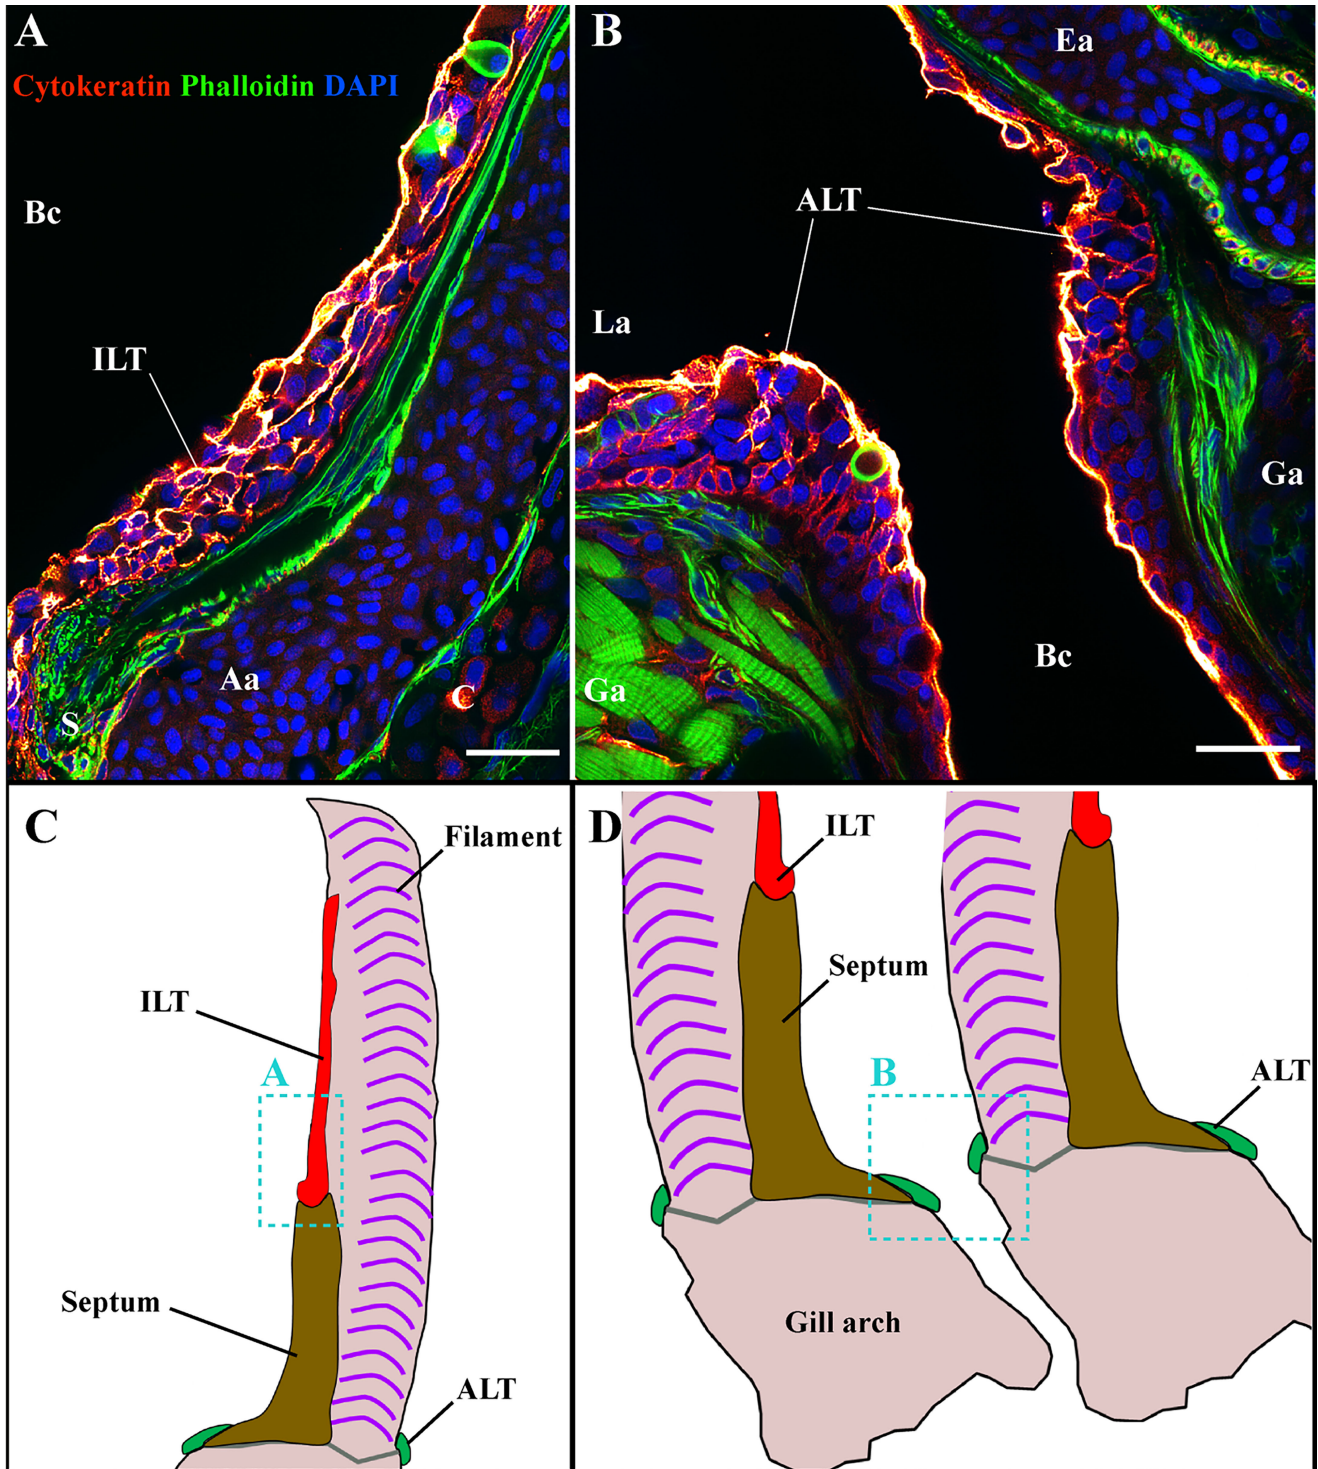 A
Cytokeratin Phalloidin DAPI
Bc
ILT
Aa
C
S
B
Ea
ALT
La
Ga
Ga
Bc
C
Filament
ILT
A
Septum
ALT
D
ILT
Septum
B
ALT
Gill arch